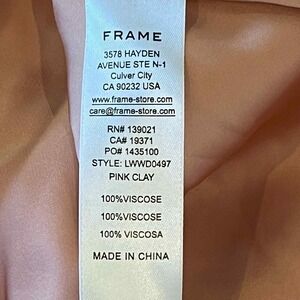 FRAME
3578 HAYDEN
AVENUE STE N-1
Culver City
CA 90232 USA
www.frame-store.com
care@frame-store.com
RN# 139021
CA# 19371
PO# 1435100
STYLE: LWWD0497
PINK CLAY
100%VISCOSE
100%VISCOSE
100% VISCOSA
MADE IN CHINA